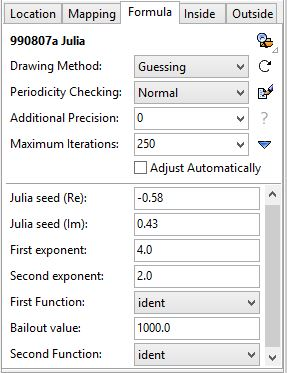 Location Mapping Formula Inside Outside
990807a Julia
Drawing Method: Guessing
Periodicity Checking: Normal
Additional Precision: 0 ?
Maximum Iterations: 250
Adjust Automatically
Julia seed (Re): -0.58
Julia seed (Im): 0.43
First exponent: 4.0
Second exponent: 2.0
First Function: ident
Bailout value: 1000.0
Second Function: ident